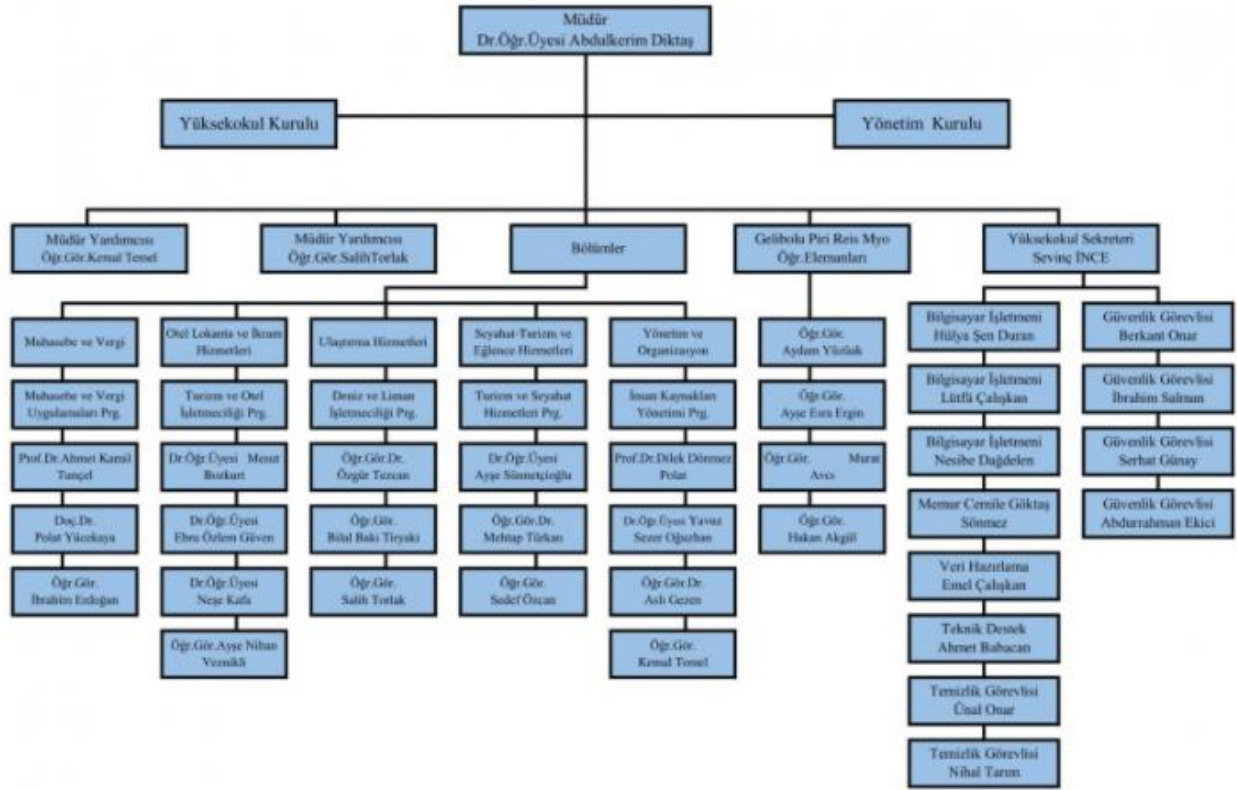 Müdür
Dr.Öğr.Üyesi Abdulkerim Diktaş
Yüksekokul Kurulu
Yönetim Kurulu
Müdür Yardımcısı
Öğr.Gör.Kemal Temel
Müdür Yardımcısı
Öğr.Gör.SalihTorlak
Bölümler
Gelibolu Piri Reis Myo
Öğr.Elemanları
Yüksekokul Sekreteri
Sevinç İNCE
Muhasebe ve Vergi
Muhasebe ve Vergi
Uygulamaları Prg.
Prof.Dr.Ahmet Kamil
Tunçel
Doç.Dr.
Polat Yücekaya
Öğr.Gör.
İbrahim Erdoğan
Otel Lokanta ve İkram
Hizmetleri
Turizm ve Otel
İşletmeciliği Prg.
Dr.Öğr.Üyesi Mesut
Bozkurt
Dr.Öğr.Üyesi
Ebru Özlem Güven
Dr.Öğr.Üyesi
Neşe Kafa
Öğr.Gör.Ayşe Nihan
Veznikli
Ulaştırma Hizmetleri
Deniz ve Liman
İşletmeciliği Prg.
Öğr.Gör.Dr.
Özgür Tezcan
Öğr.Gör.
Bilal Baki Tiryaki
Öğr.Gör.
Salih Torlak
Seyahat-Turizm ve
Eğlence Hizmetleri
Turizm ve Seyahat
Hizmetleri Prg.
Dr.Öğr.Üyesi
Ayşe Sünnetçioğlu
Öğr.Gör.Dr.
Mehtap Türkan
Öğr.Gör.
Sedef Özcan
Yönetim ve
Organizasyon
İnsan Kaynakları
Yönetimi Prg.
Prof.Dr.Dilek Dönmez
Polat
Dr.Öğr.Üyesi Yavuz
Sezer Oğuzhan
Öğr.Gör.Dr.
Aslı Gezen
Öğr.Gör.
Kemal Temel
Öğr.Gör.
Aydam Yüzüak
Öğr.Gör.
Ayşe Esra Ergin
Öğr.Gör. Murat
Avcı
Öğr.Gör.
Hakan Akgül
Bilgisayar İşletmeni
Hülya Şen Duran
Bilgisayar İşletmeni
Lütfü Çalışkan
Bilgisayar İşletmeni
Nesibe Dağdelen
Memur Cemile Göktaş
Sönmez
Veri Hazırlama
Emel Çalışkan
Teknik Destek
Ahmet Babacan
Temizlik Görevlisi
Ünal Onar
Temizlik Görevlisi
Nihal Tarım
Güvenlik Görevlisi
Berkant Onar
Güvenlik Görevlisi
İbrahim Salman
Güvenlik Görevlisi
Serhat Günay
Güvenlik Görevlisi
Abdurrahman Ekici